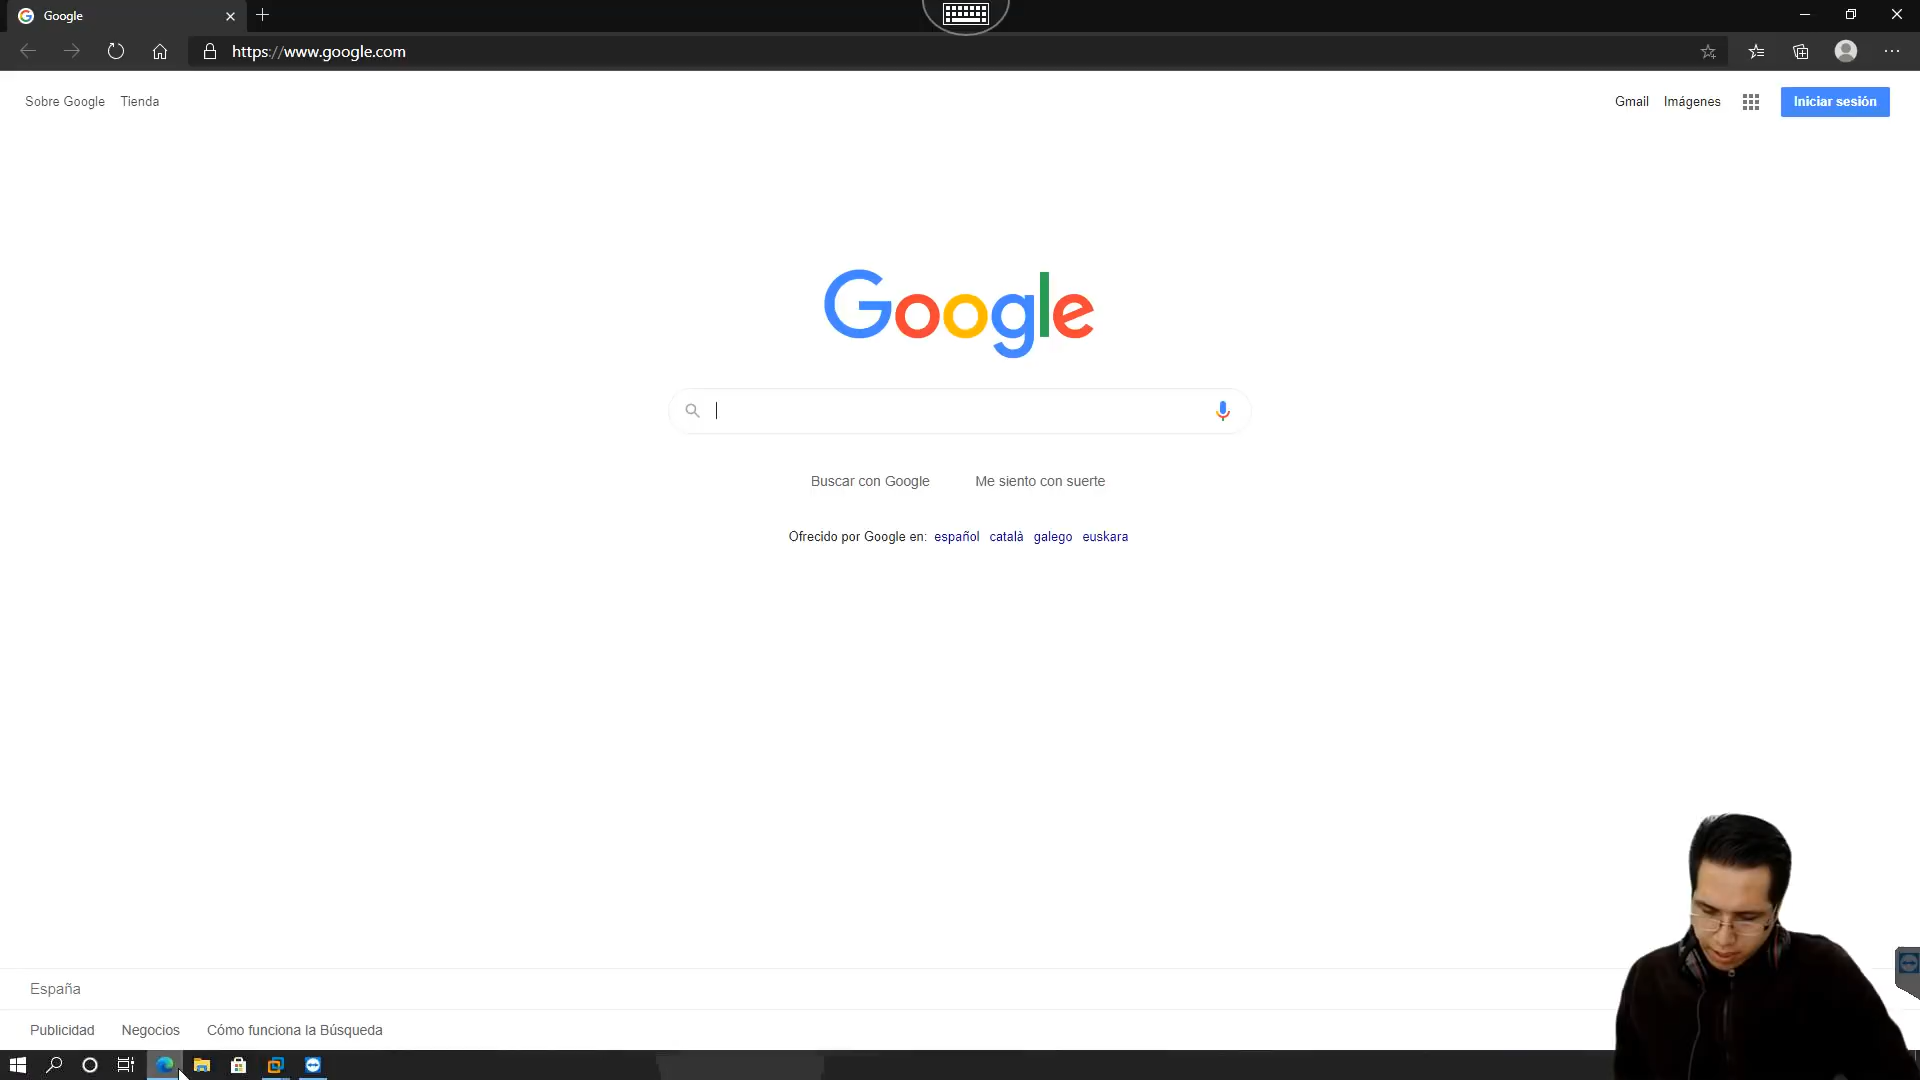 Google
https://www.google.com
Sobre Google Tienda
Gmail Imágenes Iniciar sesión
Google
Buscar con Google Me siento con suerte
Ofrecido por Google en: español català galego euskara
España
Publicidad Negocios Cómo funciona la Búsqueda